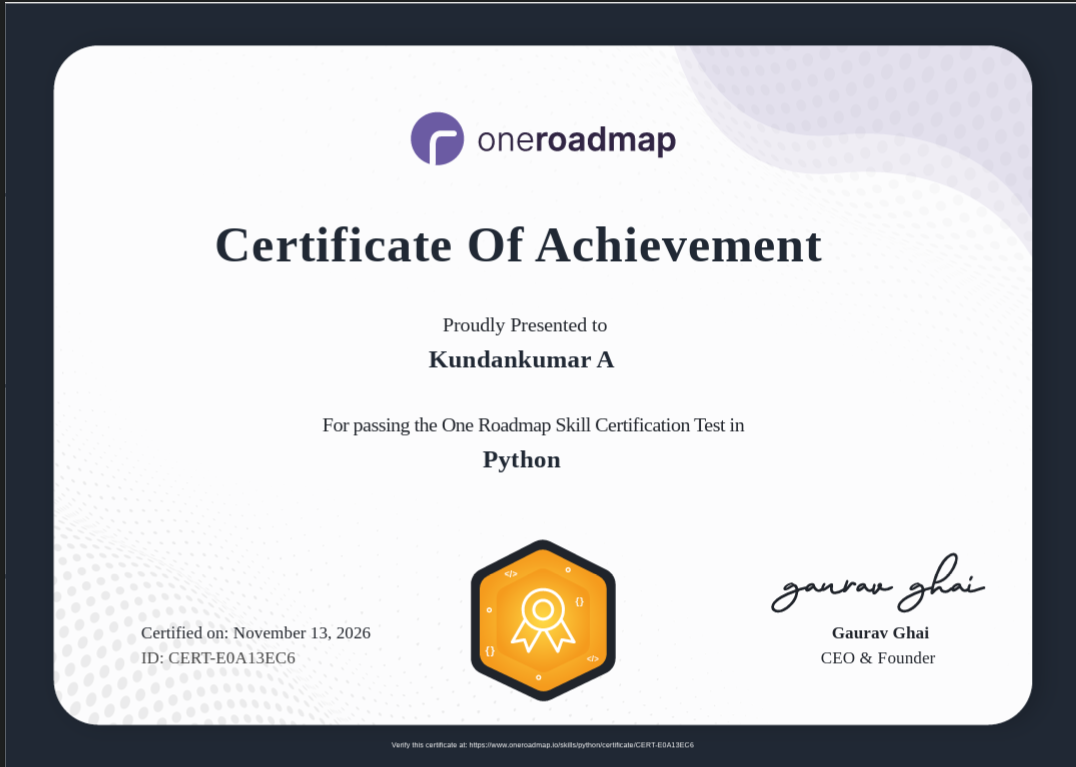 oneroadmap
Certificate Of Achievement
Proudly Presented to
Kundankumar A
For passing the One Roadmap Skill Certification Test in
Python
</>
{}
{}
</>
gaurav ghai
Certified on: November 13, 2026
ID: CERT-E0A13EC6
Gaurav Ghai
CEO & Founder
Verify this certificate at: https://www.oneroadmap.io/skills/python/certificate/CERT-E0A13EC6